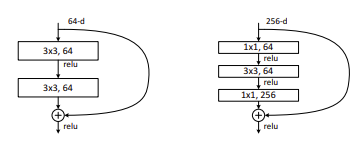 64-d
3x3, 64
relu
3x3, 64
relu
256-d
1x1, 64
relu
3x3, 64
relu
1x1, 256
relu